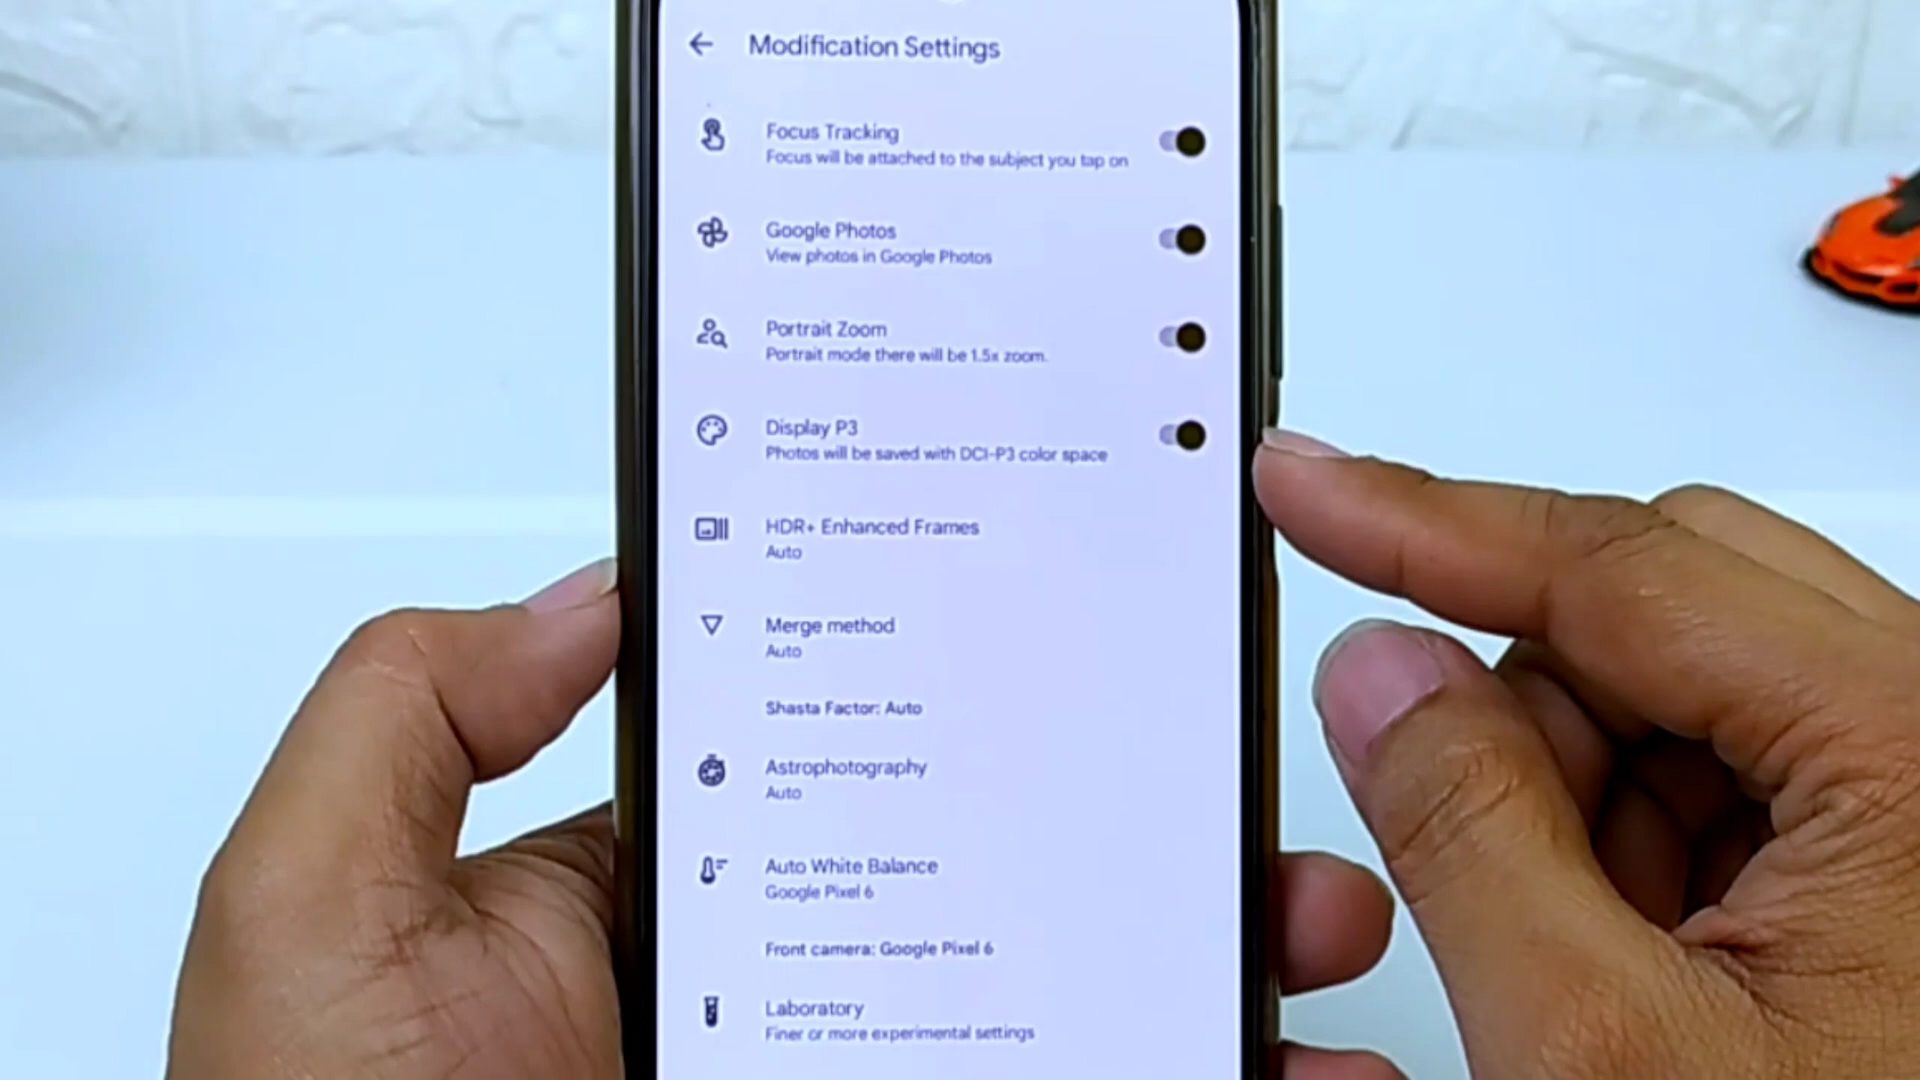 Modification Settings
Focus Tracking
Focus will be attached to the subject you tap on
Google Photos
View photos in Google Photos
Portrait Zoom
Portrait mode there will be 1.5x zoom.
Display P3
Photos will be saved with DCI-P3 color space
HDR+ Enhanced Frames
Auto
Merge method
Auto
Shasta Factor: Auto
Astrophotography
Auto
Auto White Balance
Google Pixel 6
Front camera: Google Pixel 6
Laboratory
Finer or more experimental settings